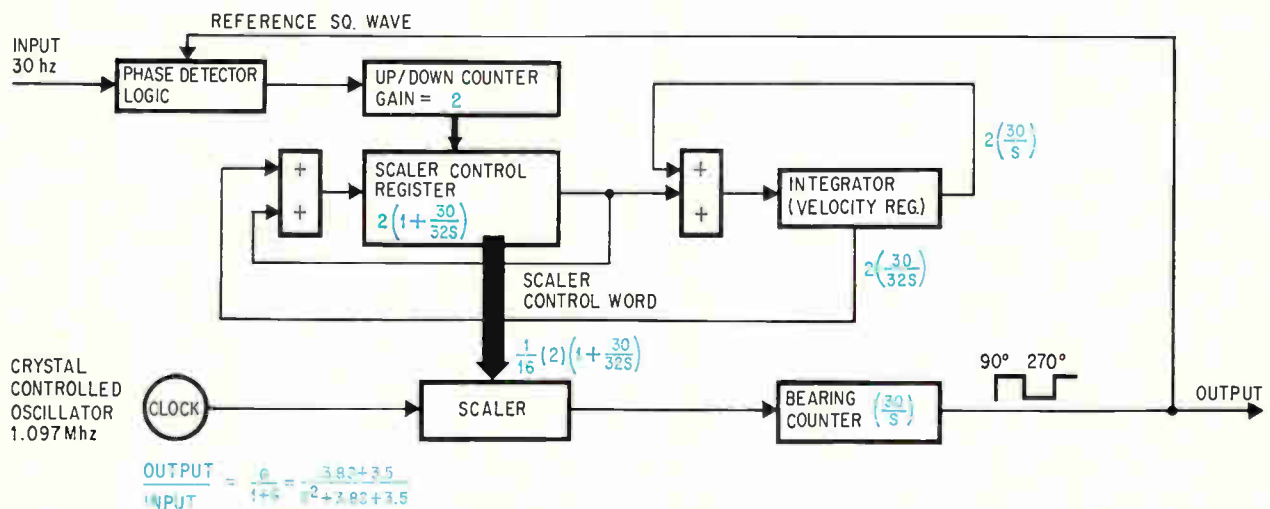 REFERENCE SQ. WAVE
INPUT
30 hz
PHASE DETECTOR
LOGIC
UP/DOWN COUNTER
GAIN = 2
+
+
SCALER CONTROL
REGISTER
2(1+30/32S)
+
+
INTEGRATOR
(VELOCITY REG.)
2(30/S)
2(30/32S)
SCALER
CONTROL WORD
1/16 (2)(1+30/32S)
CRYSTAL
CONTROLLED
OSCILLATOR
1.097 Mhz
CLOCK
SCALER
BEARING
COUNTER (30/S)
90° 270°
OUTPUT
OUTPUT/INPUT = G/1+G =